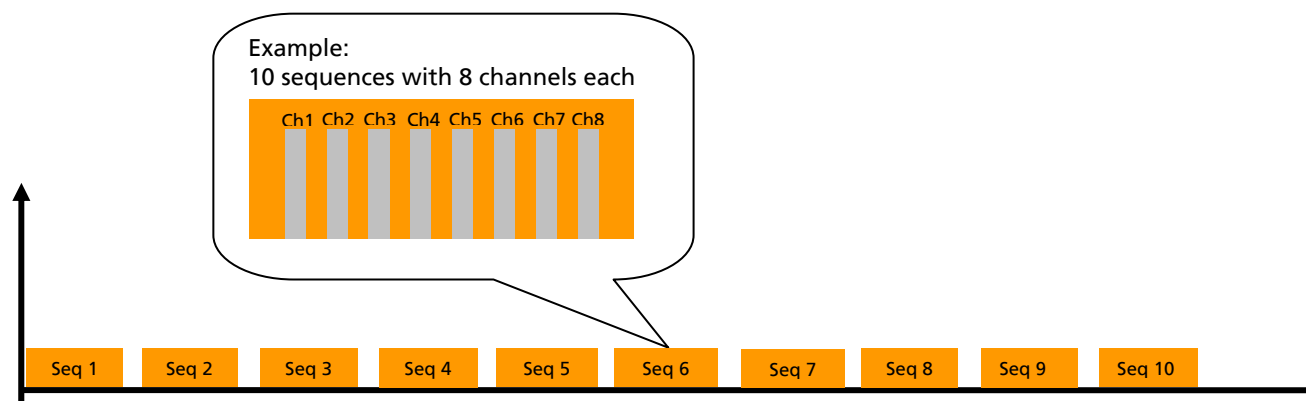 Example:
10 sequences with 8 channels each
Ch1 Ch2 Ch3 Ch4 Ch5 Ch6 Ch7 Ch8
Seq 1 Seq 2 Seq 3 Seq 4 Seq 5 Seq 6 Seq 7 Seq 8 Seq 9 Seq 10